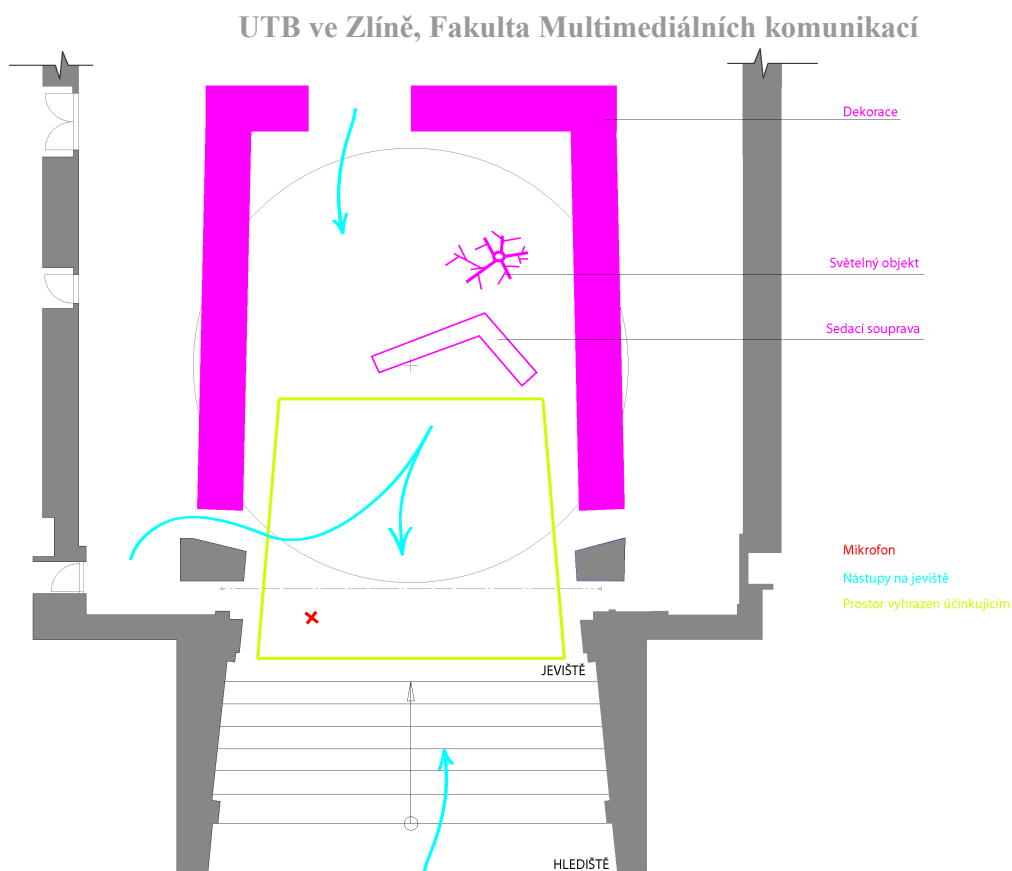 UTB ve Zlíně, Fakulta Multimediálních komunikací
Dekorace
Světelný objekt
Sedací souprava
Mikrofon
Nástupy na jeviště
Prostor vyhrazen účinkujícím
JEVIŠTĚ
HLEDIŠTĚ